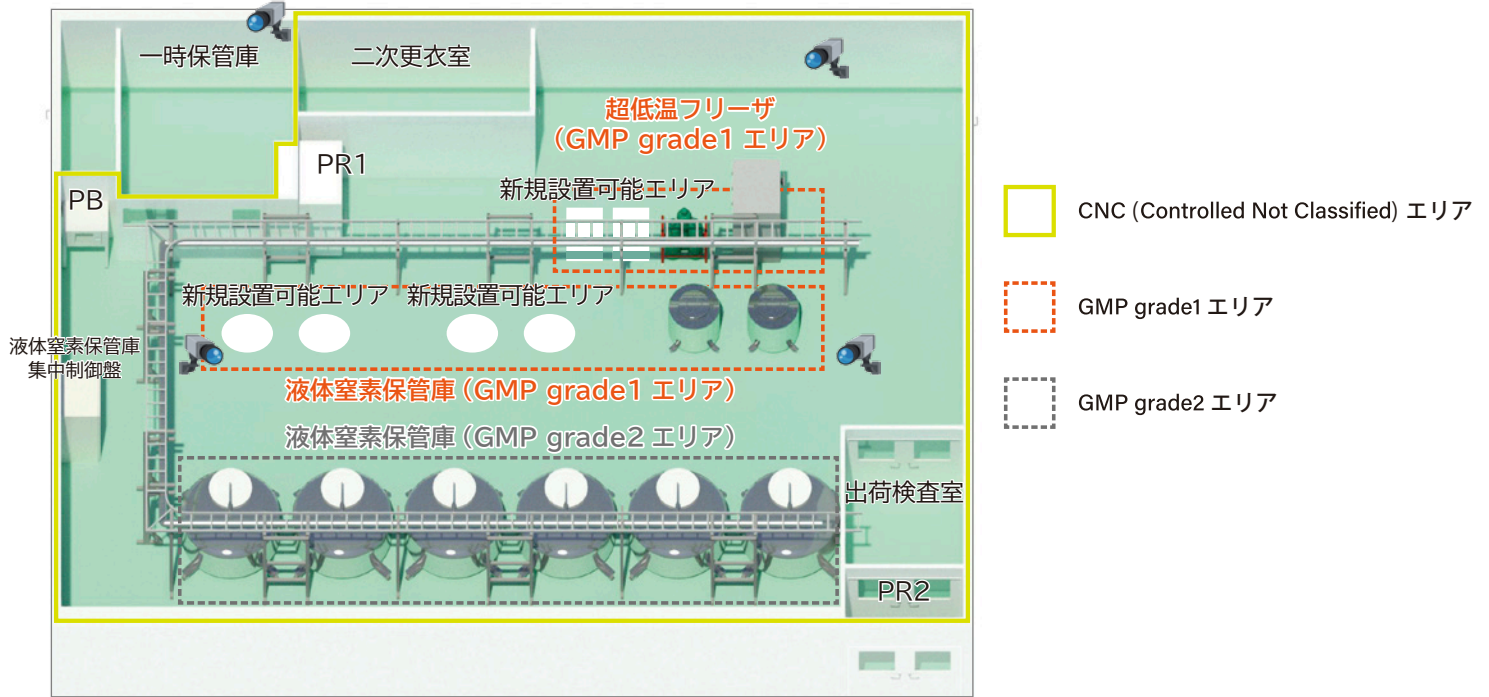 一時保管庫
二次更衣室
超低温フリーザ
（GMP grade1 エリア）
PR1
新規設置可能エリア
PB
CNC (Controlled Not Classified) エリア
新規設置可能エリア
新規設置可能エリア
GMP grade1 エリア
液体窒素保管庫
集中制御盤
液体窒素保管庫（GMP grade1 エリア）
GMP grade2 エリア
液体窒素保管庫（GMP grade2 エリア）
出荷検査室
PR2